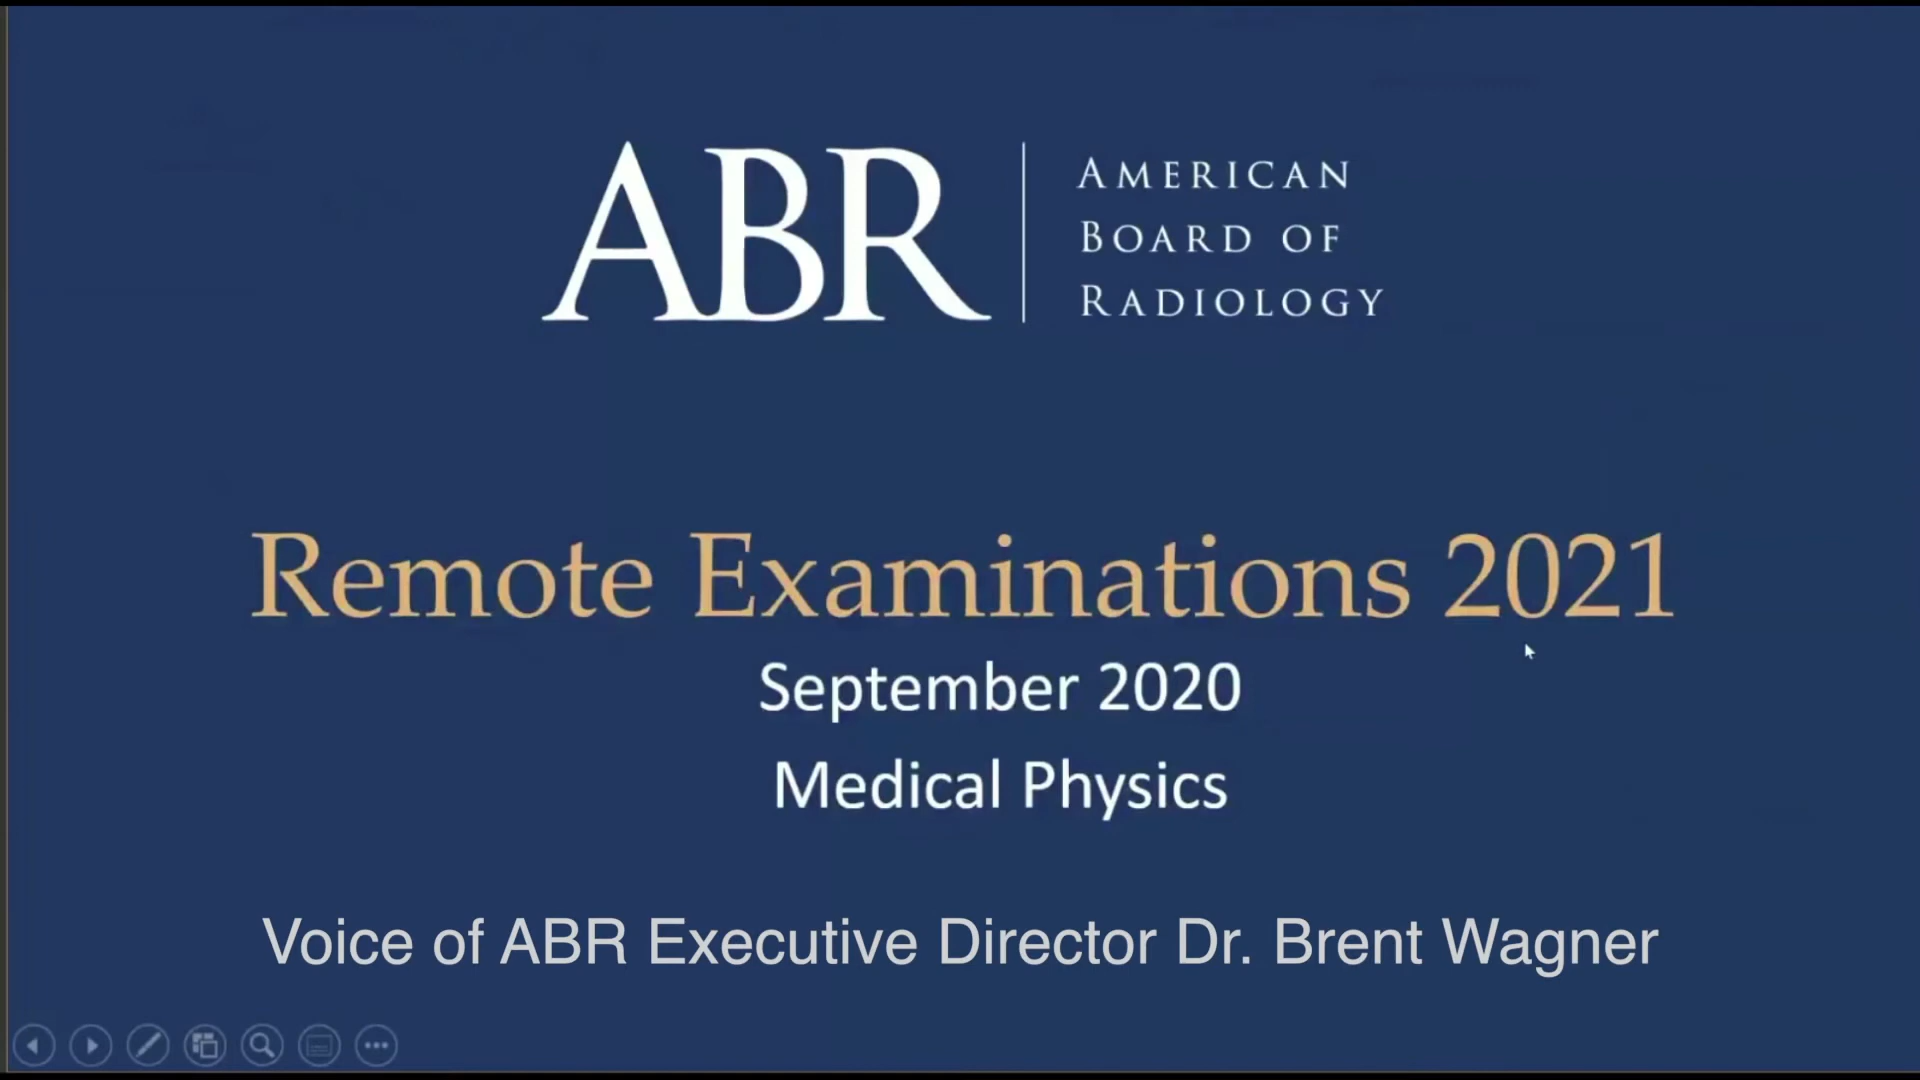 ABR
AMERICAN
BOARD OF
RADIOLOGY
Remote Examinations 2021
September 2020
Medical Physics
Voice of ABR Executive Director Dr. Brent Wagner